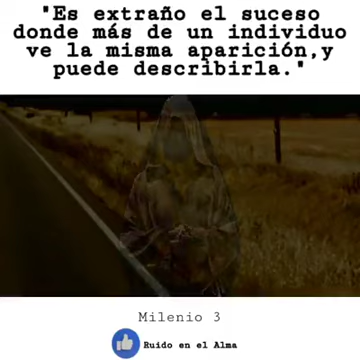 "Es extraño el suceso
donde más de un individuo
ve la misma aparición,y
puede describirla."
Milenio 3
Ruido en el Alma